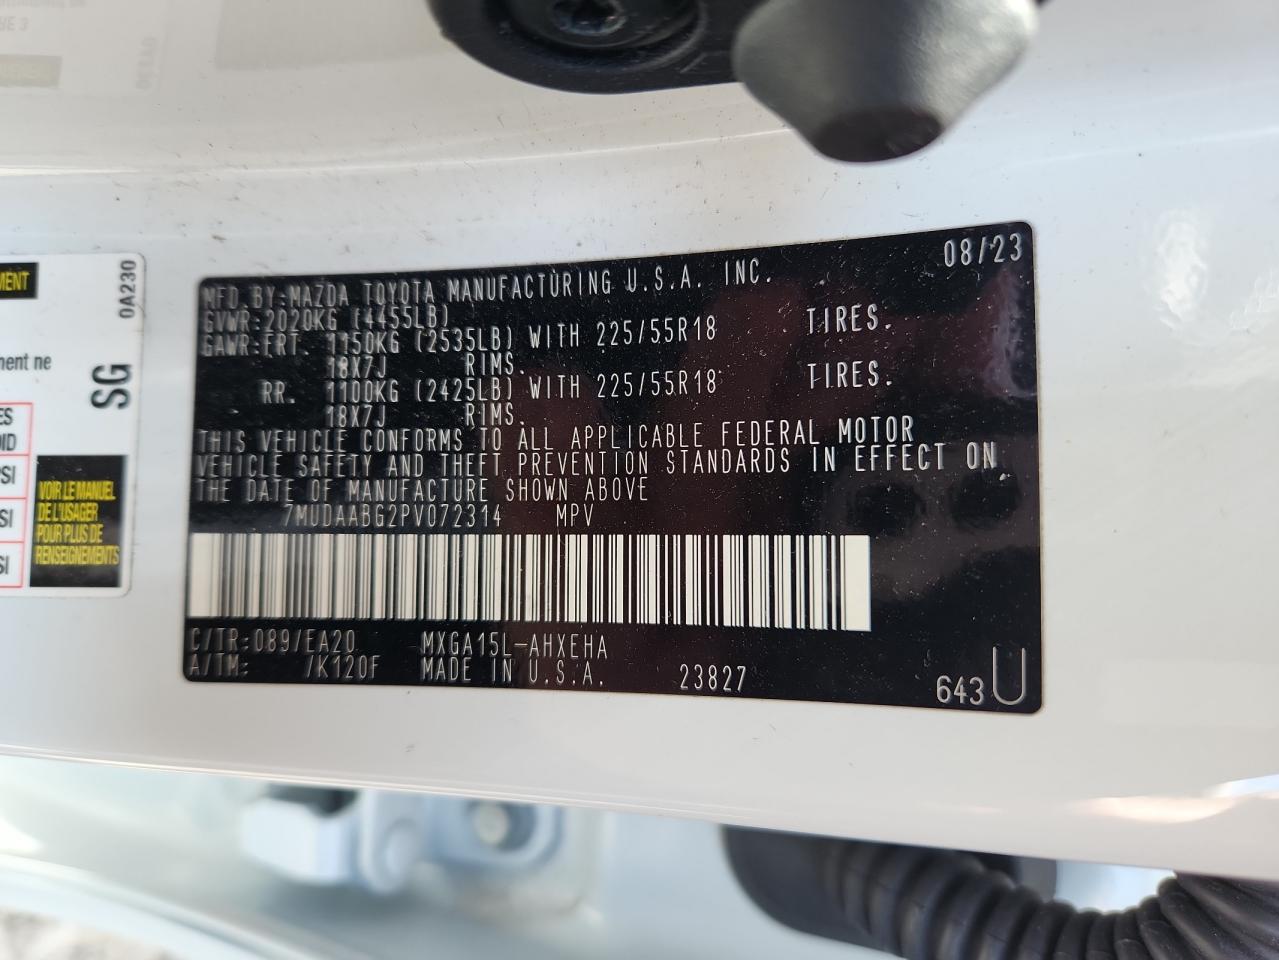 MFD.BY:MAZDA TOYOTA MANUFACTURING U.S.A. INC. 08/23
GVWR:2020KG (4455LB)
GAWR:FRT. 1150KG (2535LB) WITH 225/55R18 TIRES.
18X7J RIMS.
RR. 1100KG (2425LB) WITH 225/55R18 TIRES.
18X7J RIMS.
THIS VEHICLE CONFORMS TO ALL APPLICABLE FEDERAL MOTOR
VEHICLE SAFETY AND THEFT PREVENTION STANDARDS IN EFFECT ON
THE DATE OF MANUFACTURE SHOWN ABOVE
7MUDAABG2PV072314 MPV
C/TR:089/EA20 MXGA15L-AHXEHA
A/TM: /K120F MADE IN U.S.A. 23827
643U
0A230
SG
ne
VOIR LE MANUEL
DE L'USAGER
POUR PLUS DE
RENSEIGNEMENTS